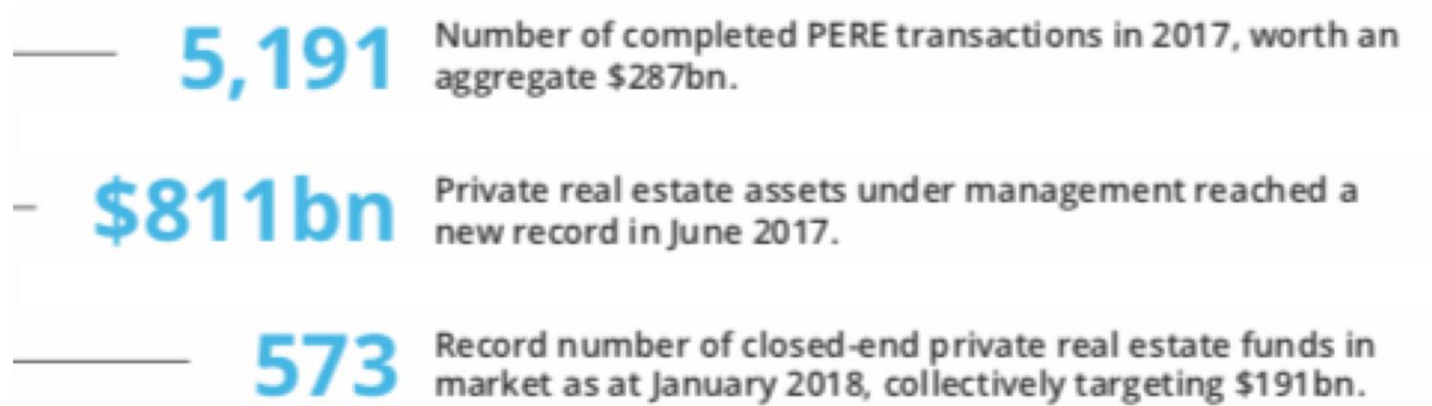 5,191 Number of completed PERE transactions in 2017, worth an
aggregate $287bn.
$811bn Private real estate assets under management reached a
new record in June 2017.
573 Record number of closed-end private real estate funds in
market as at January 2018, collectively targeting $191bn.